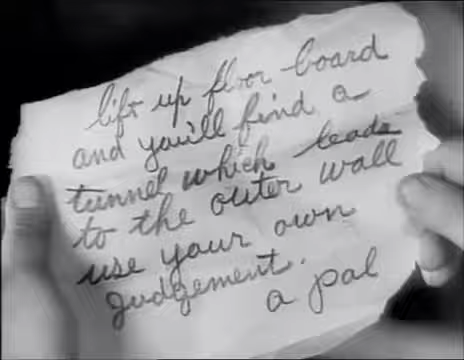 lift up floor board
and you'll find a
tunnel which leads
to the outer wall
use your own
judgement.
a pal